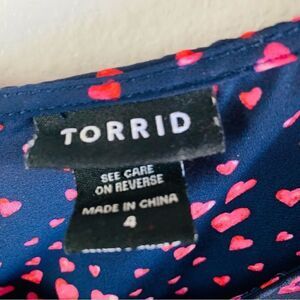 TORRID
SEE CARE
ON REVERSE
MADE IN CHINA
4